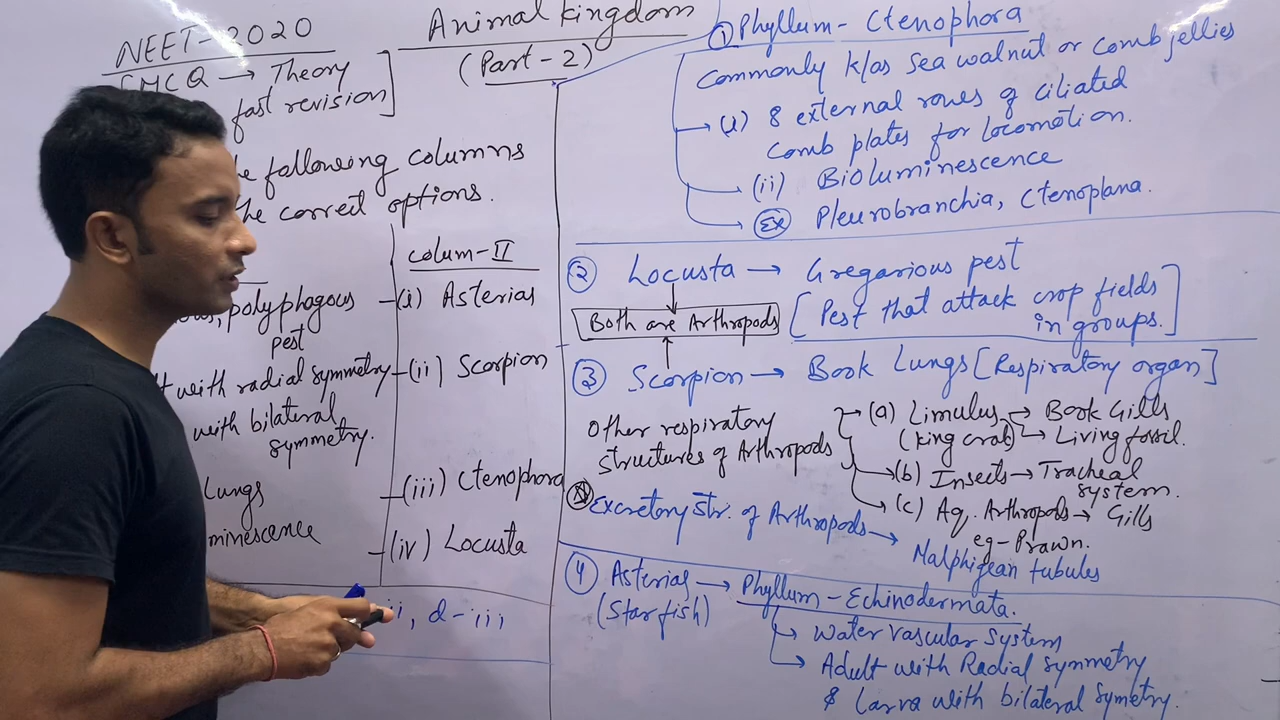 NEET-2020
[MCQ → Theory
fast revision]
Animal kingdom
(Part-2)
following columns
correct options.
colum-II
polyphagous
pest
(i) Asterias
with radial symmetry
with bilateral
symmetry.
(ii) Scorpion
Lungs
(iii) Ctenophora
minescence
(iv) Locusta
ii, d-iii
① Phyllum-Ctenophora
Commonly k/as Sea walnut or comb jellies
(i) 8 external rows of ciliated
comb plates for locomotion.
(ii) Bioluminescence
Ex Pleurobranchia, Ctenoplana.
② Locusta → Gregarious pest
[Pest that attack crop fields
in groups.]
Both are Arthropods
③ Scorpion → Book Lungs [Respiratory organ]
Other respiratory
structures of Arthropods
(a) Limulus → Book Gills
(king crab) → Living fossil.
(b) Insects → Tracheal
system.
(c) Aq. Arthropods → Gills
eg-Prawn.
Excretory Str. of Arthropods →
Malphigean tubules
④ Asterias → Phyllum-Echinodermata.
(Starfish)
→ Water vascular System
→ Adult with Radial symmetry
& Larva with bilateral Symetry.